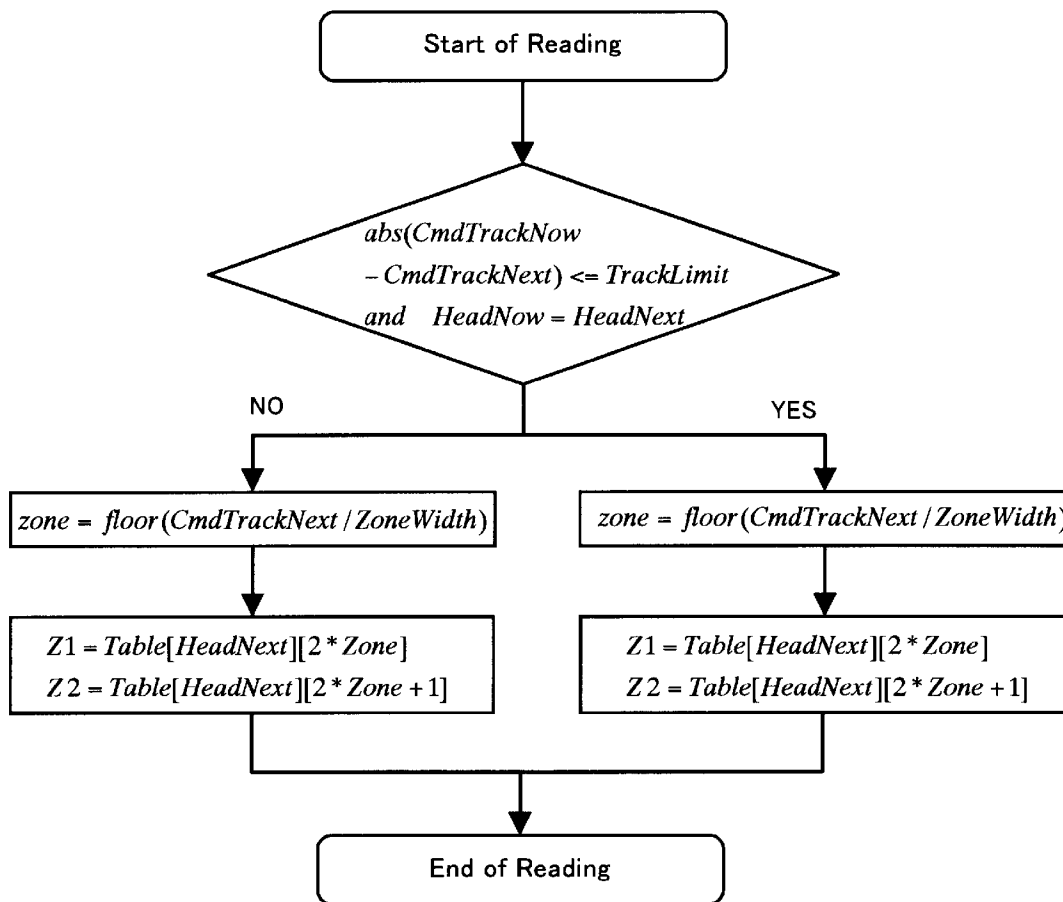 Start of Reading
abs(CmdTrackNow
– CmdTrackNext) <= TrackLimit
and HeadNow = HeadNext
NO
YES
zone = floor(CmdTrackNext / ZoneWidth)
zone = floor(CmdTrackNext / ZoneWidth)
Z1 = Table[HeadNext][2 * Zone]
Z2 = Table[HeadNext][2 * Zone + 1]
Z1 = Table[HeadNext][2 * Zone]
Z2 = Table[HeadNext][2 * Zone + 1]
End of Reading